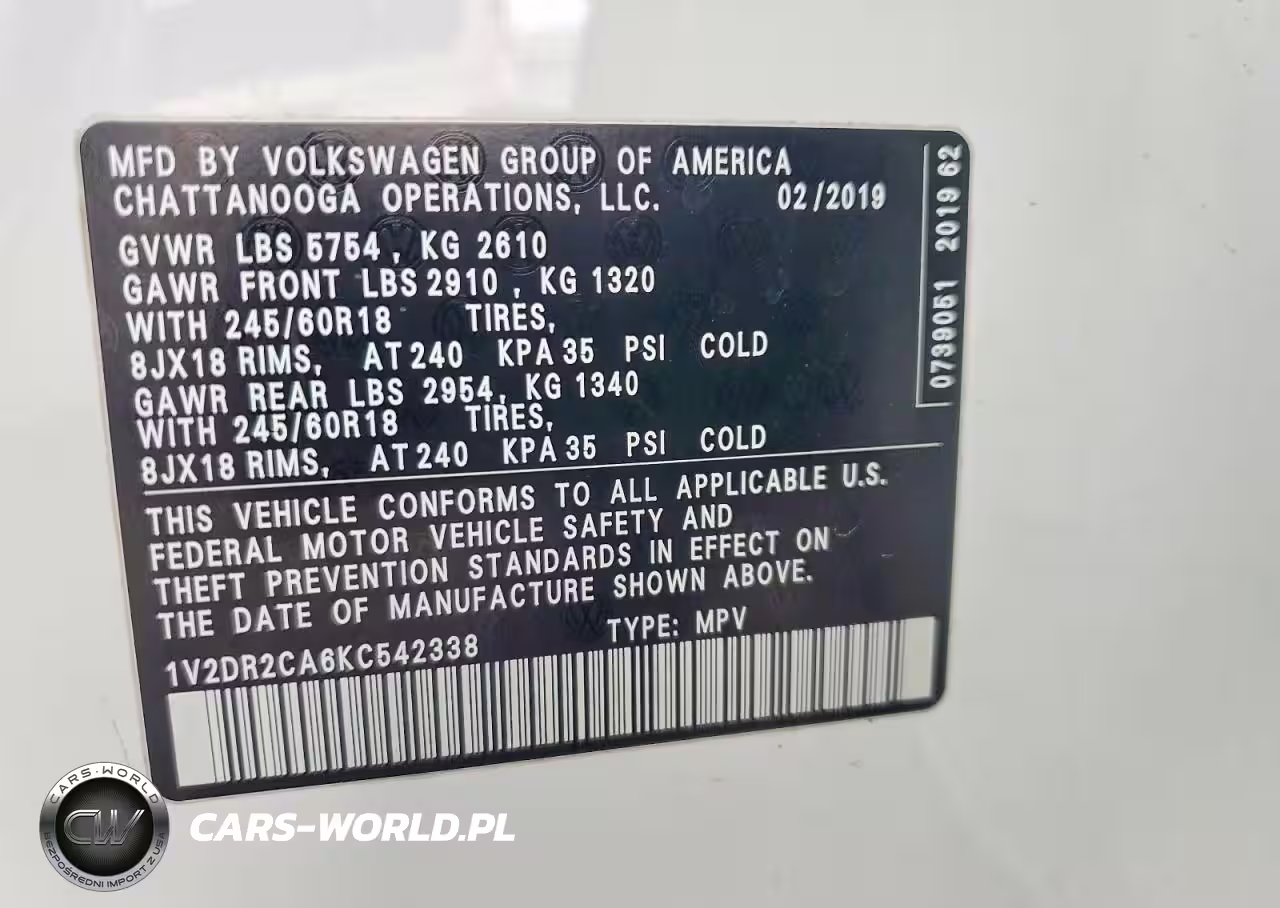 MFD BY VOLKSWAGEN GROUP OF AMERICA
CHATTANOOGA OPERATIONS, LLC. 02/2019
GVWR LBS 5754, KG 2610
GAWR FRONT LBS 2910, KG 1320
WITH 245/60R18 TIRES,
8JX18 RIMS, AT 240 KPA 35 PSI COLD
GAWR REAR LBS 2954, KG 1340
WITH 245/60R18 TIRES,
8JX18 RIMS, AT 240 KPA 35 PSI COLD
THIS VEHICLE CONFORMS TO ALL APPLICABLE U.S.
FEDERAL MOTOR VEHICLE SAFETY AND
THEFT PREVENTION STANDARDS IN EFFECT ON
THE DATE OF MANUFACTURE SHOWN ABOVE.
1V2DR2CA6KC542338 TYPE: MPV
0739051 2019 62
CARS-WORLD
CW
BEZPOŚREDNI IMPORT Z USA
CARS-WORLD.PL